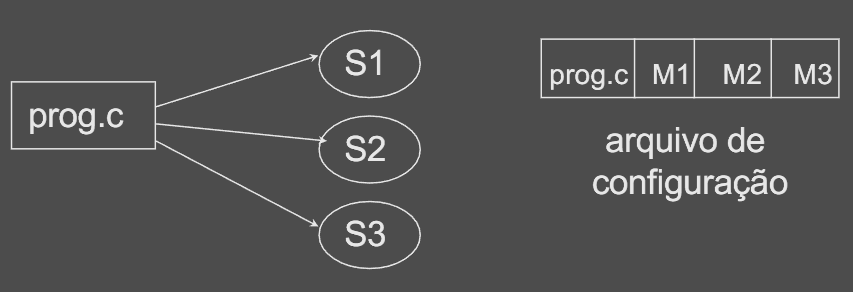 prog.c
S1
S2
S3
prog.c M1 M2 M3
arquivo de
configuração